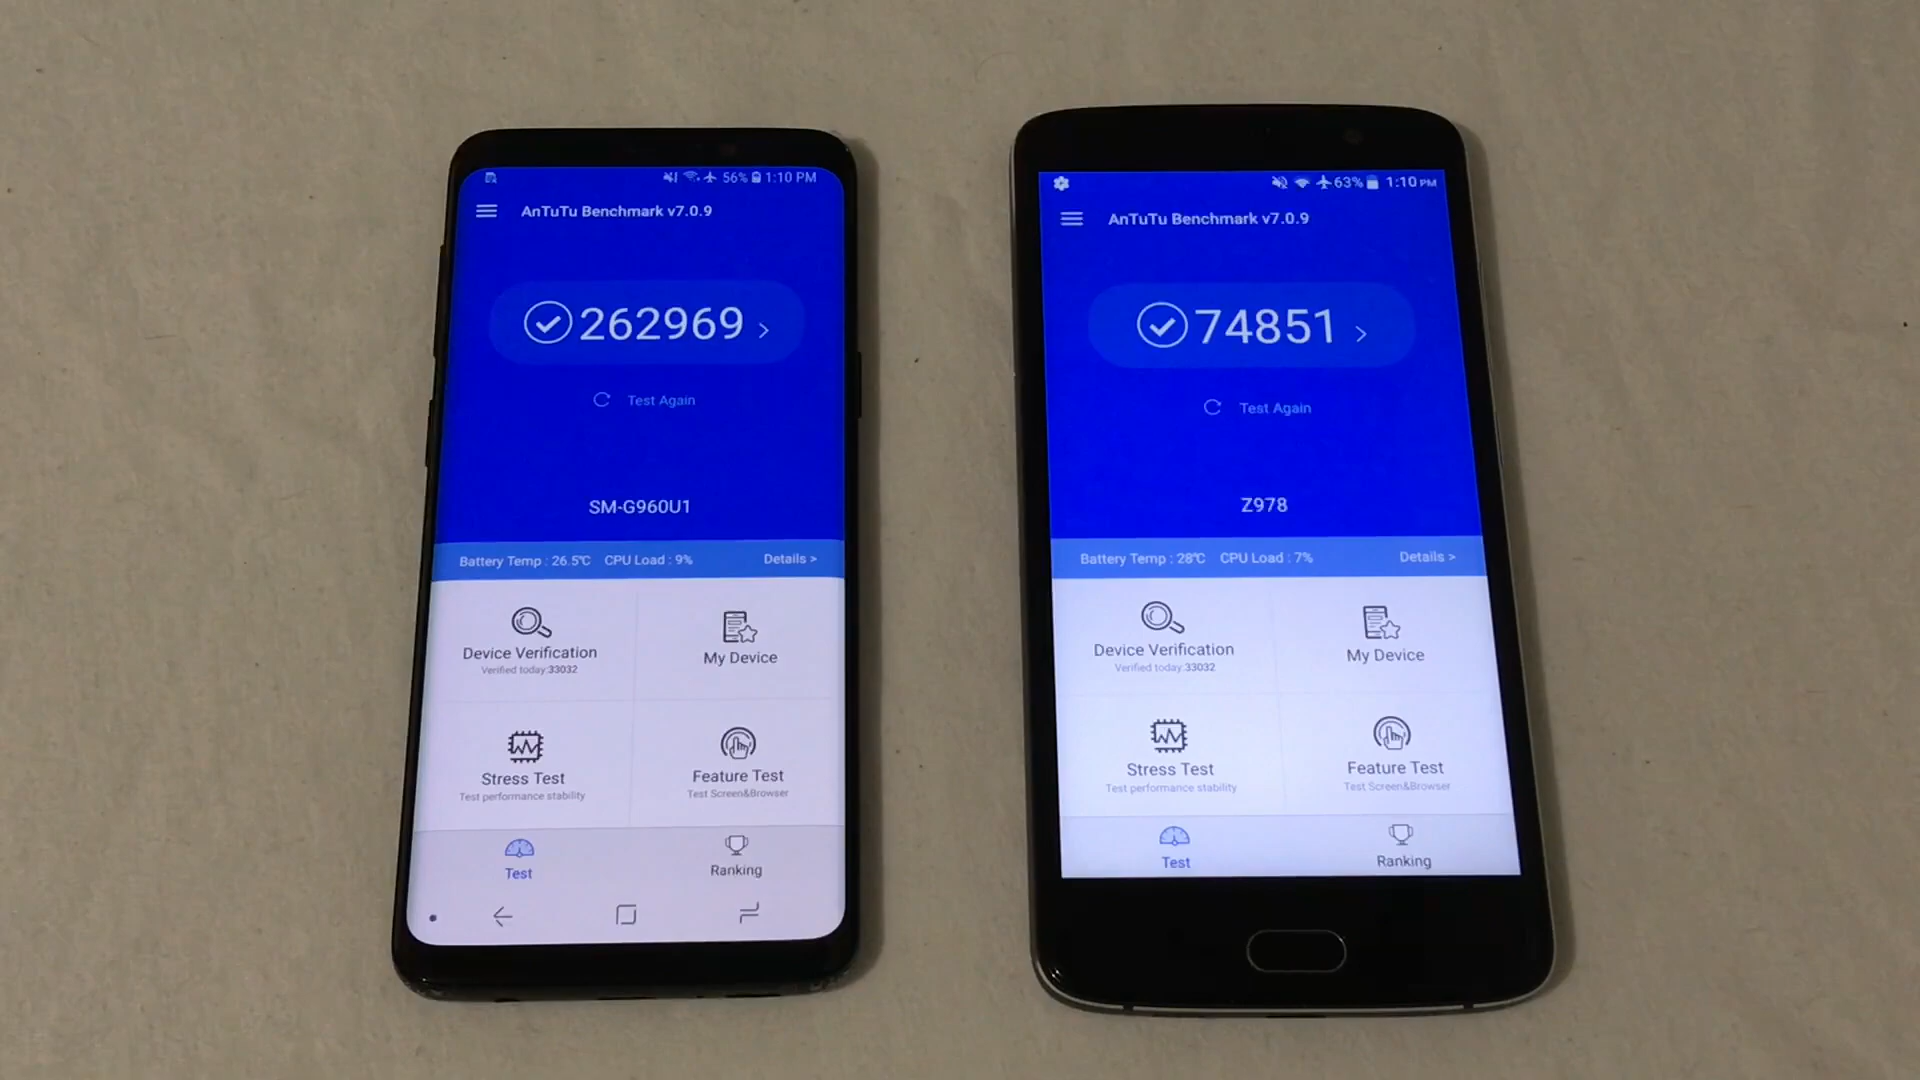 56% 1:10 PM
AnTuTu Benchmark v7.0.9
262969 >
Test Again
SM-G960U1
Battery Temp : 26.5℃ CPU Load : 9% Details >
Device Verification
Verified today:33032
My Device
Stress Test
Test performance stability
Feature Test
Test Screen&Browser
Test
Ranking
63% 1:10 PM
AnTuTu Benchmark v7.0.9
74851 >
Test Again
Z978
Battery Temp : 28℃ CPU Load : 7% Details >
Device Verification
Verified today:33032
My Device
Stress Test
Test performance stability
Feature Test
Test Screen&Browser
Test
Ranking